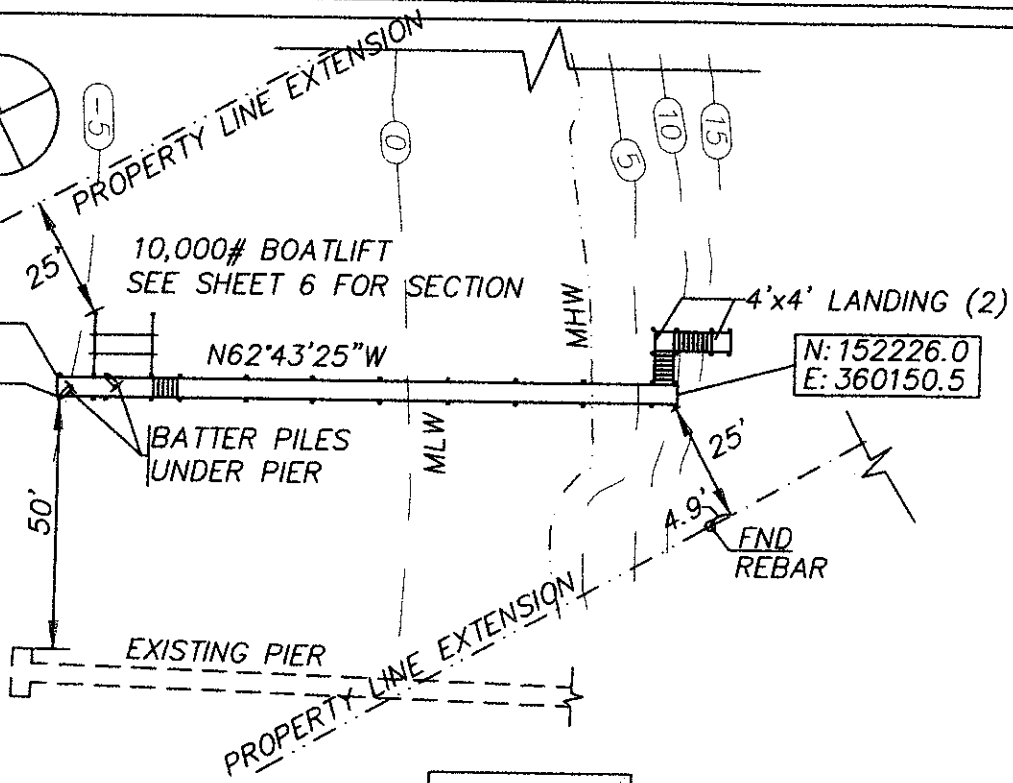 PROPERTY LINE EXTENSION
-5
0
5
10
15
25'
10,000# BOATLIFT
SEE SHEET 6 FOR SECTION
N62°43'25"W
MHW
4'x4' LANDING (2)
N: 152226.0
E: 360150.5
BATTER PILES
UNDER PIER
MLW
50'
25'
4.9'
FND
REBAR
EXISTING PIER
PROPERTY LINE EXTENSION